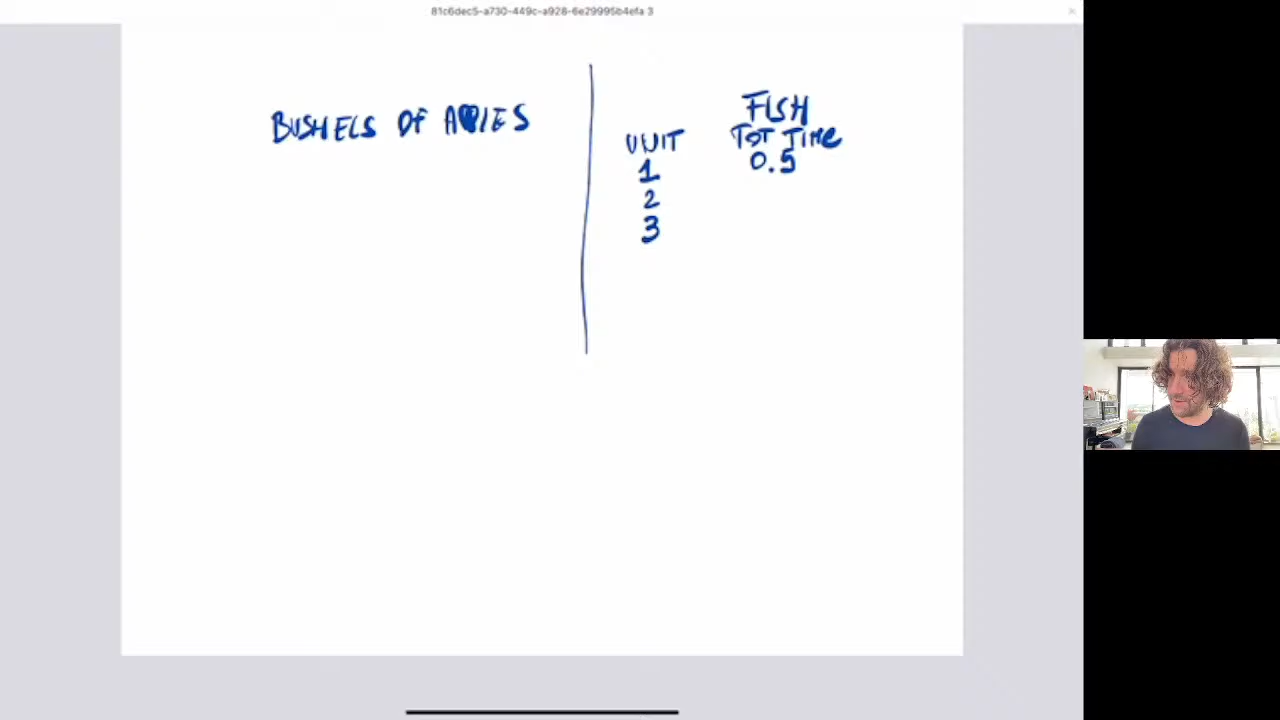 81c6dec5-a730-449c-a928-6e29995b4efa 3
BUSHELS OF APPLES
FISH
UNIT TOT TIME
1 0.5
2
3